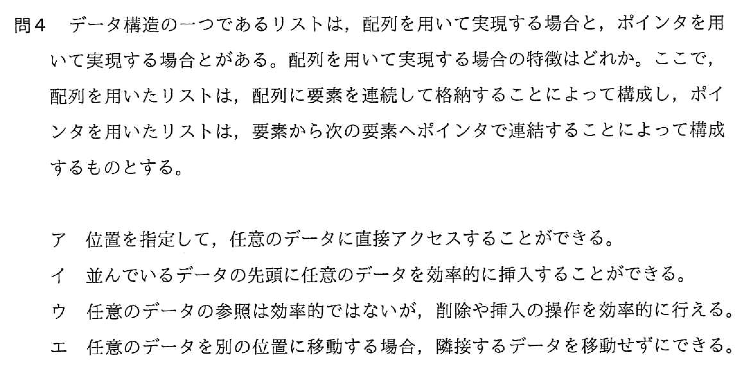 問4　データ構造の一つであるリストは，配列を用いて実現する場合と，ポインタを用
いて実現する場合とがある。配列を用いて実現する場合の特徴はどれか。ここで，
配列を用いたリストは，配列に要素を連続して格納することによって構成し，ポイ
ンタを用いたリストは，要素から次の要素へポインタで連結することによって構成
するものとする。
ア　位置を指定して，任意のデータに直接アクセスすることができる。
イ　並んでいるデータの先頭に任意のデータを効率的に挿入することができる。
ウ　任意のデータの参照は効率的ではないが，削除や挿入の操作を効率的に行える。
エ　任意のデータを別の位置に移動する場合，隣接するデータを移動せずにできる。